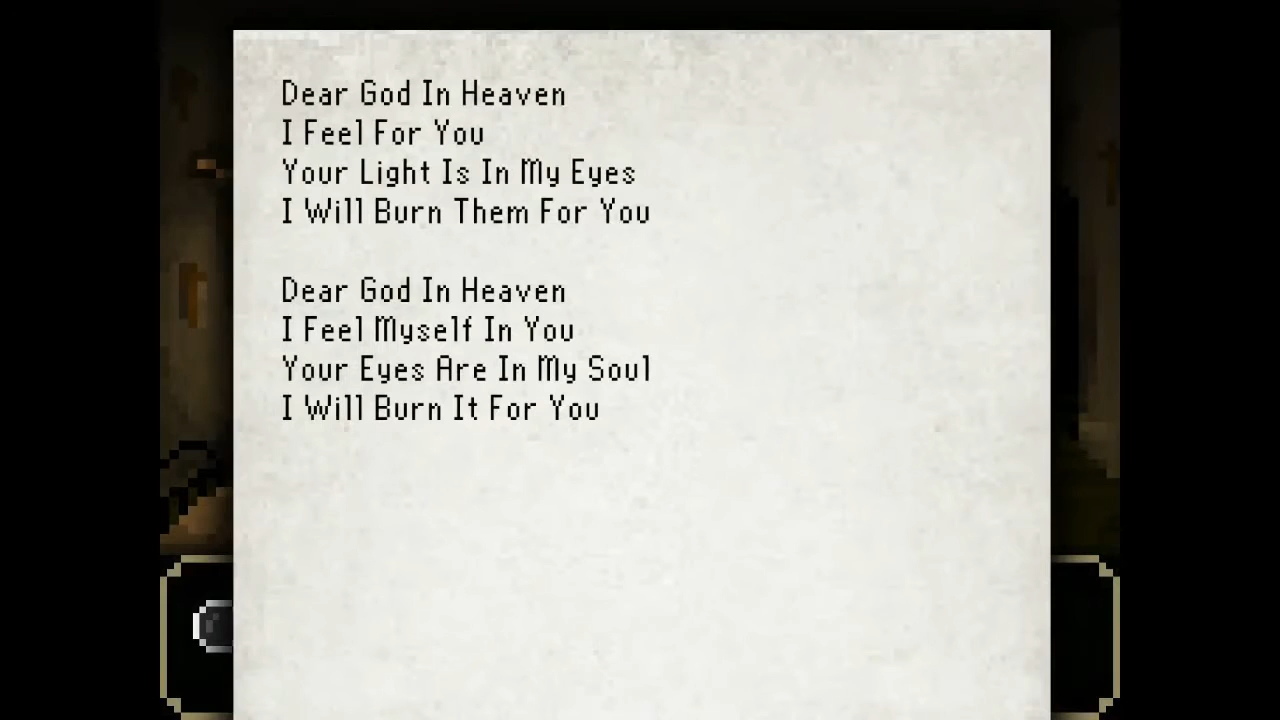 Dear God In Heaven
I Feel For You
Your Light Is In My Eyes
I Will Burn Them For You
Dear God In Heaven
I Feel Myself In You
Your Eyes Are In My Soul
I Will Burn It For You